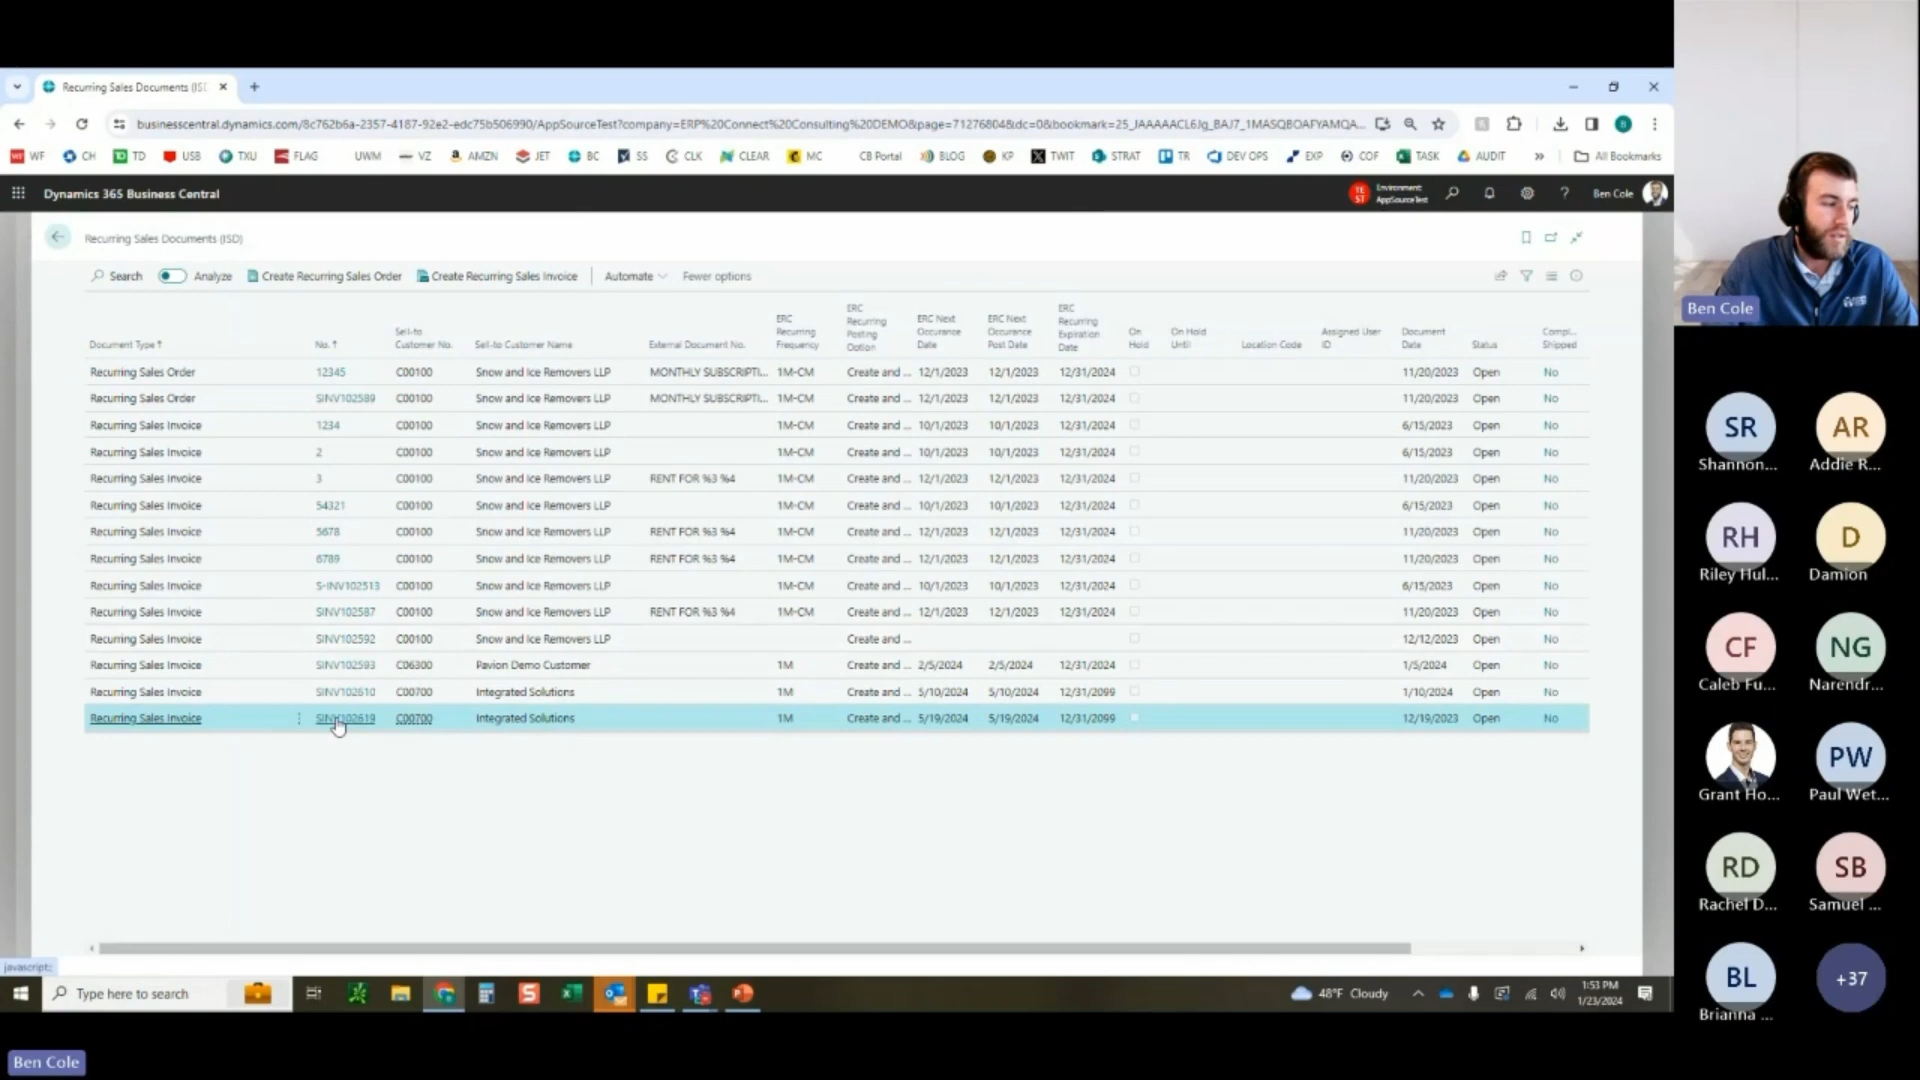 Recurring Sales Documents (ISD
businesscentral.dynamics.com/8c762b6a-2357-4187-92e2-edc75b506990/AppSourceTest?company=ERP%20Connect%20Consulting%20DEMO&page=71276804&dc=0&bookmark=25_JAAAAACL6Jg_BAJ7_1MASQBOAFYAMQA...
WF CH TD USB TXU FLAG UWM VZ AMZN JET BC SS CLK CLEAR MC CB Portal BLOG KP TWIT STRAT TR DEV OPS EXP COF TASK AUDIT » All Bookmarks
Dynamics 365 Business Central
TE ST
Environment:
AppSourceTest
? Ben Cole
Recurring Sales Documents (ISD)
Search Analyze Create Recurring Sales Order Create Recurring Sales Invoice Automate Fewer options
Document Type ↑
No. ↑
Sell-to
Customer No.
Sell-to Customer Name
External Document No.
ERC
Recurring
Frequency
ERC
Recurring
Posting
Option
ERC Next
Occurance
Date
ERC Next
Occurance
Post Date
ERC
Recurring
Expiration
Date
On
Hold
On Hold
Until
Location Code
Assigned User
ID
Document
Date
Status
Compl...
Shipped
Recurring Sales Order 12345 C00100 Snow and Ice Removers LLP MONTHLY SUBSCRIPTI... 1M-CM Create and ... 12/1/2023 12/1/2023 12/31/2024 11/20/2023 Open No
Recurring Sales Order SINV102589 C00100 Snow and Ice Removers LLP MONTHLY SUBSCRIPTI... 1M-CM Create and ... 12/1/2023 12/1/2023 12/31/2024 11/20/2023 Open No
Recurring Sales Invoice 1234 C00100 Snow and Ice Removers LLP 1M-CM Create and ... 10/1/2023 10/1/2023 12/31/2024 6/15/2023 Open No
Recurring Sales Invoice 2 C00100 Snow and Ice Removers LLP 1M-CM Create and ... 10/1/2023 10/1/2023 12/31/2024 6/15/2023 Open No
Recurring Sales Invoice 3 C00100 Snow and Ice Removers LLP RENT FOR %3 %4 1M-CM Create and ... 12/1/2023 12/1/2023 12/31/2024 11/20/2023 Open No
Recurring Sales Invoice 54321 C00100 Snow and Ice Removers LLP 1M-CM Create and ... 10/1/2023 10/1/2023 12/31/2024 6/15/2023 Open No
Recurring Sales Invoice 5678 C00100 Snow and Ice Removers LLP RENT FOR %3 %4 1M-CM Create and ... 12/1/2023 12/1/2023 12/31/2024 11/20/2023 Open No
Recurring Sales Invoice 6789 C00100 Snow and Ice Removers LLP RENT FOR %3 %4 1M-CM Create and ... 12/1/2023 12/1/2023 12/31/2024 11/20/2023 Open No
Recurring Sales Invoice S-INV102513 C00100 Snow and Ice Removers LLP 1M-CM Create and ... 10/1/2023 10/1/2023 12/31/2024 6/15/2023 Open No
Recurring Sales Invoice SINV102587 C00100 Snow and Ice Removers LLP RENT FOR %3 %4 1M-CM Create and ... 12/1/2023 12/1/2023 12/31/2024 11/20/2023 Open No
Recurring Sales Invoice SINV102592 C00100 Snow and Ice Removers LLP Create and ... 12/12/2023 Open No
Recurring Sales Invoice SINV102593 C06300 Pavion Demo Customer 1M Create and ... 2/5/2024 2/5/2024 12/31/2024 1/5/2024 Open No
Recurring Sales Invoice SINV102610 C00700 Integrated Solutions 1M Create and ... 5/10/2024 5/10/2024 12/31/2099 1/10/2024 Open No
Recurring Sales Invoice SINV102619 C00700 Integrated Solutions 1M Create and ... 5/19/2024 5/19/2024 12/31/2099 12/19/2023 Open No
javascript:;
Type here to search
48°F Cloudy
1:53 PM
1/23/2024
Ben Cole
Ben Cole
SR AR
Shannon... Addie R...
RH D
Riley Hul... Damion
CF NG
Caleb Fu... Narendr...
PW
Grant Ho... Paul Wet...
RD SB
Rachel D... Samuel ...
BL +37
Brianna ...